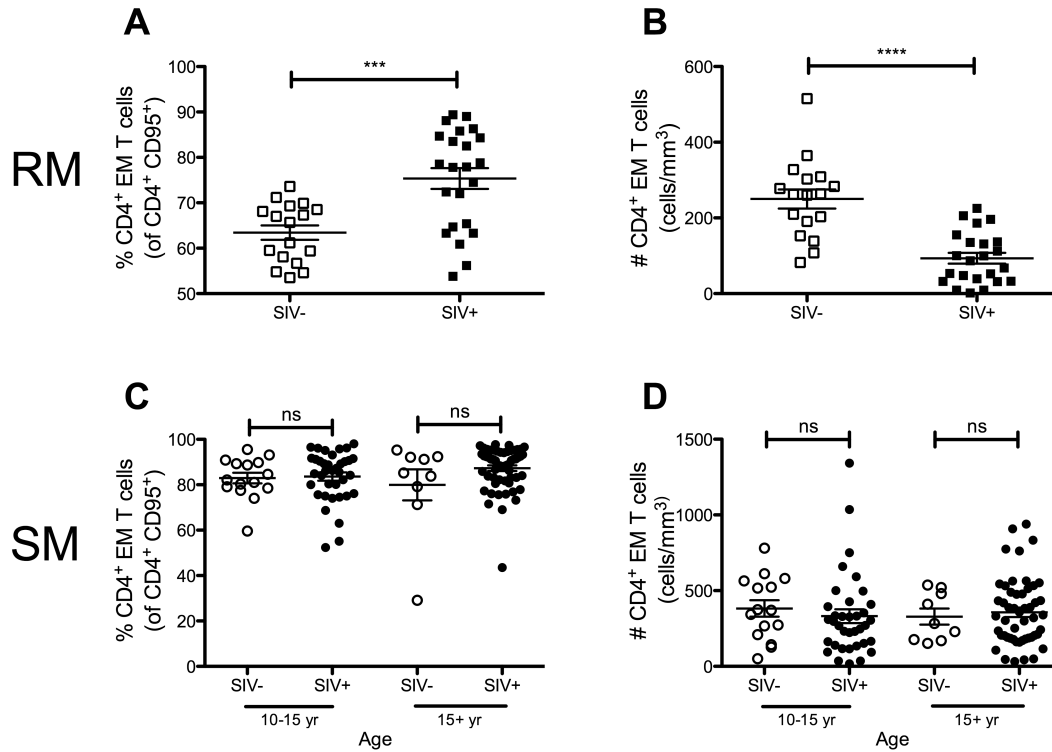 A
B
RM
% CD4⁺ EM T cells
(of CD4⁺ CD95⁺)
100
90
80
70
60
50
***
SIV-
SIV+
# CD4⁺ EM T cells
(cells/mm³)
600
400
200
0
****
SIV-
SIV+
C
D
SM
% CD4⁺ EM T cells
(of CD4⁺ CD95⁺)
100
80
60
40
20
0
ns
ns
SIV-
SIV+
SIV-
SIV+
10-15 yr
15+ yr
Age
# CD4⁺ EM T cells
(cells/mm³⁾
1500
1000
500
0
ns
ns
SIV-
SIV+
SIV-
SIV+
10-15 yr
15+ yr
Age